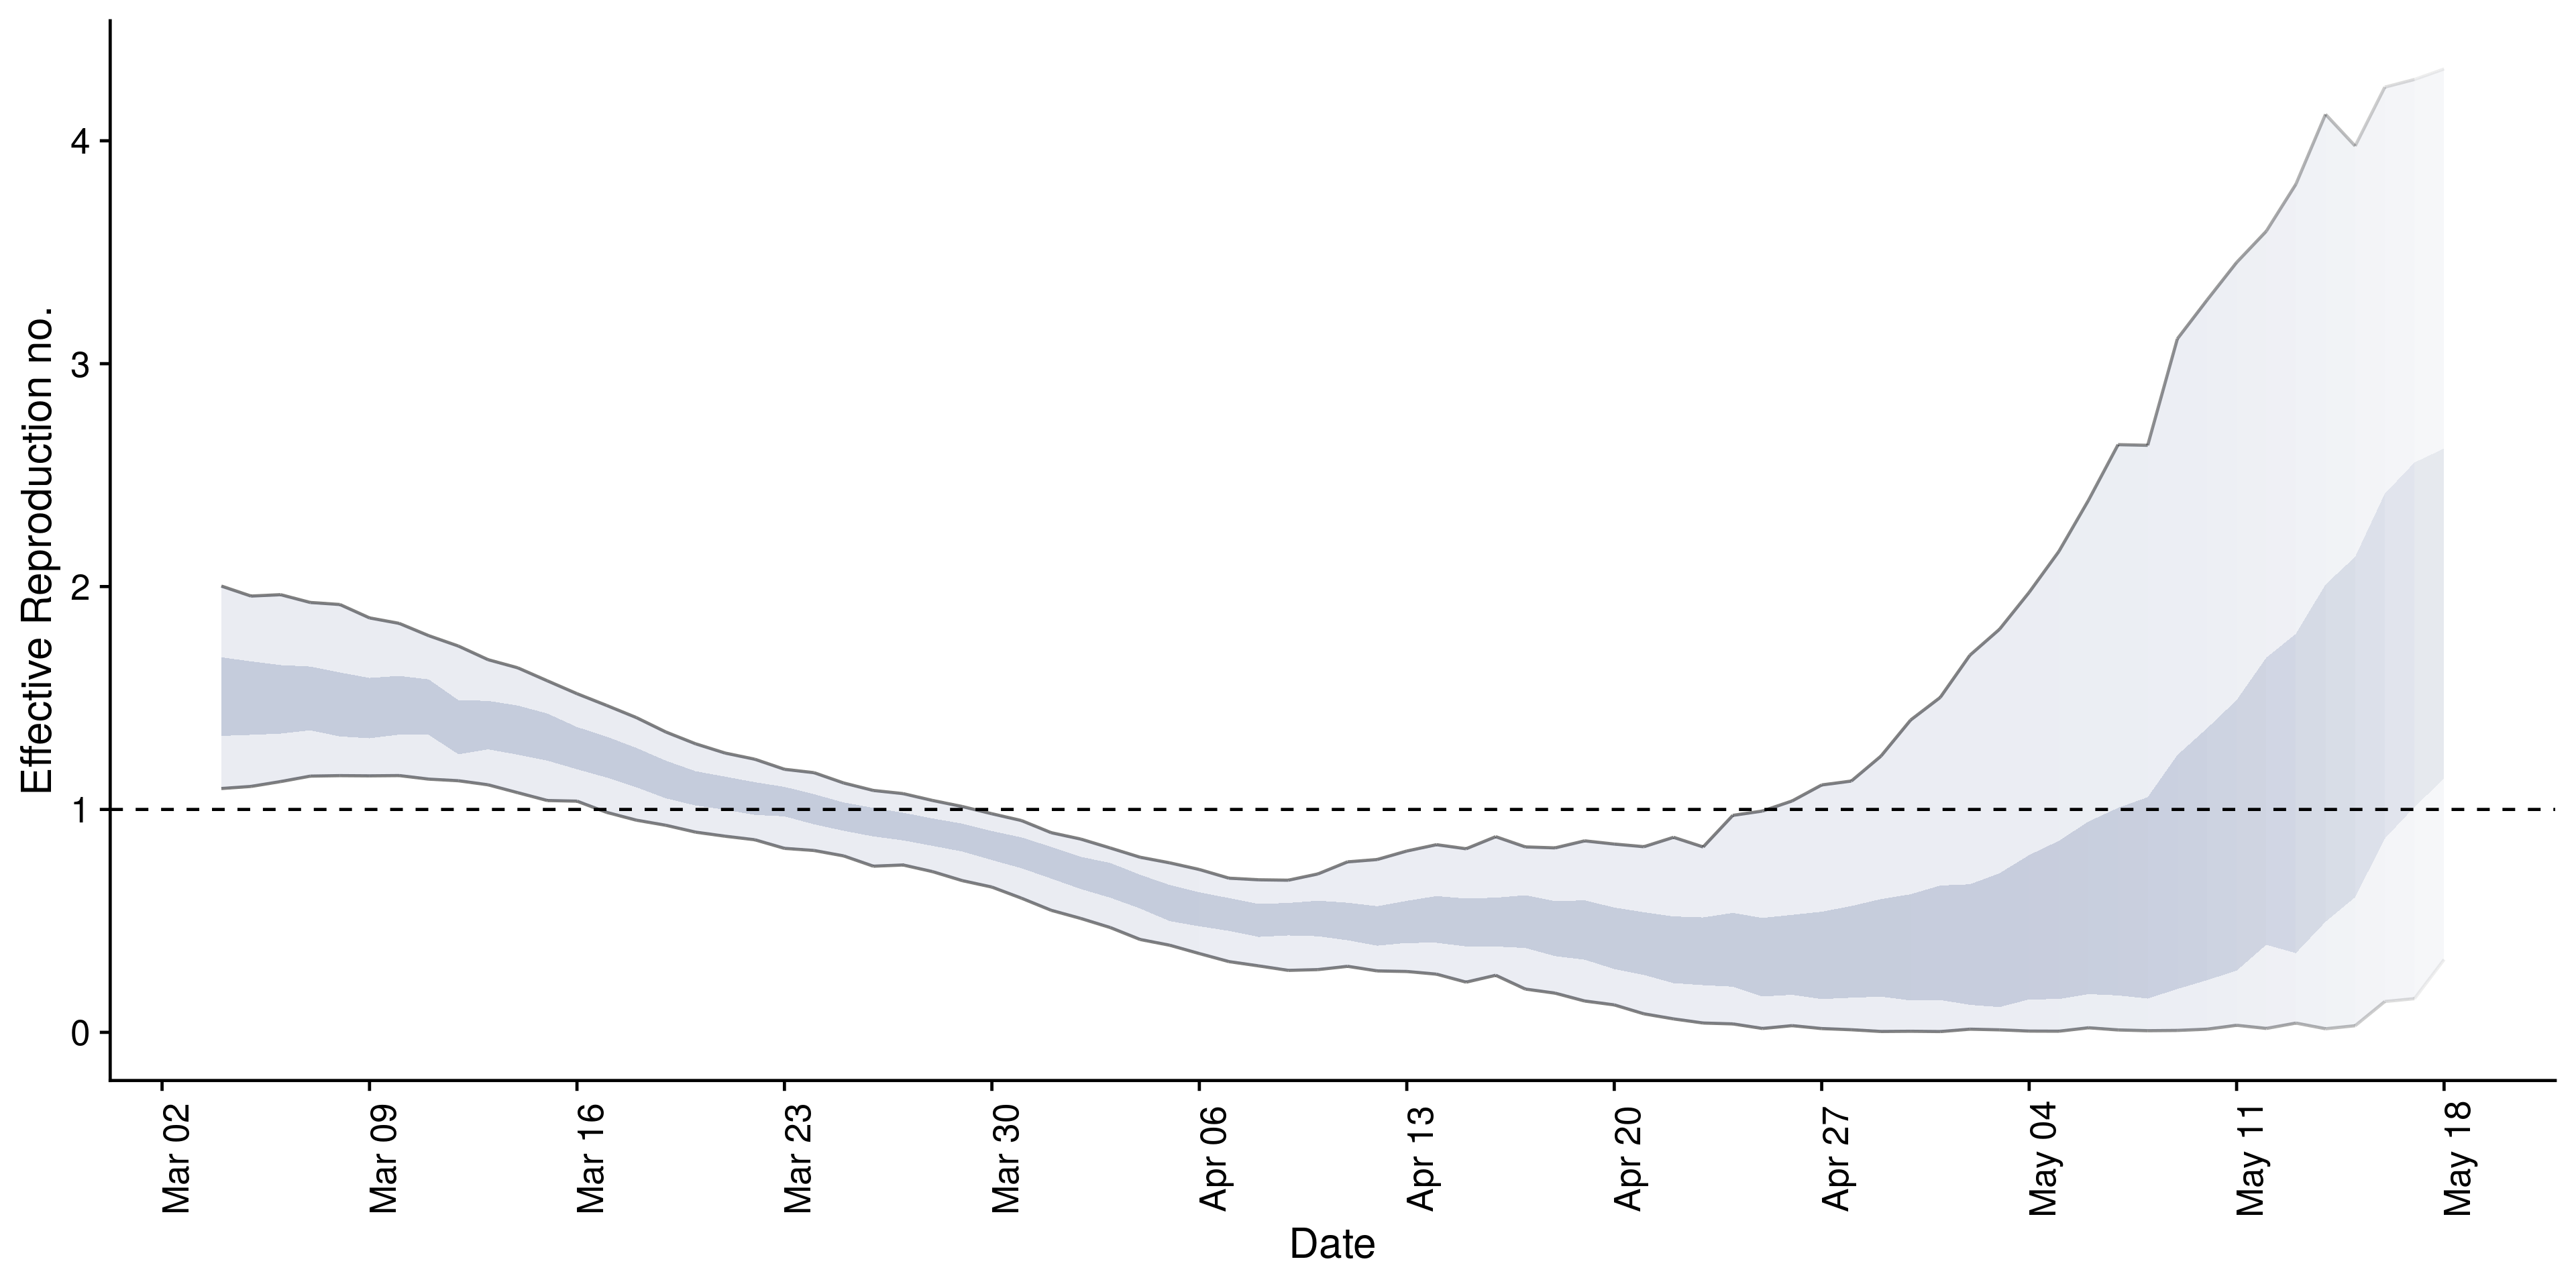 Effective Reproduction no.
4
3
2
1
0
Mar 02
Mar 09
Mar 16
Mar 23
Mar 30
Apr 06
Apr 13
Apr 20
Apr 27
May 04
May 11
May 18
Date